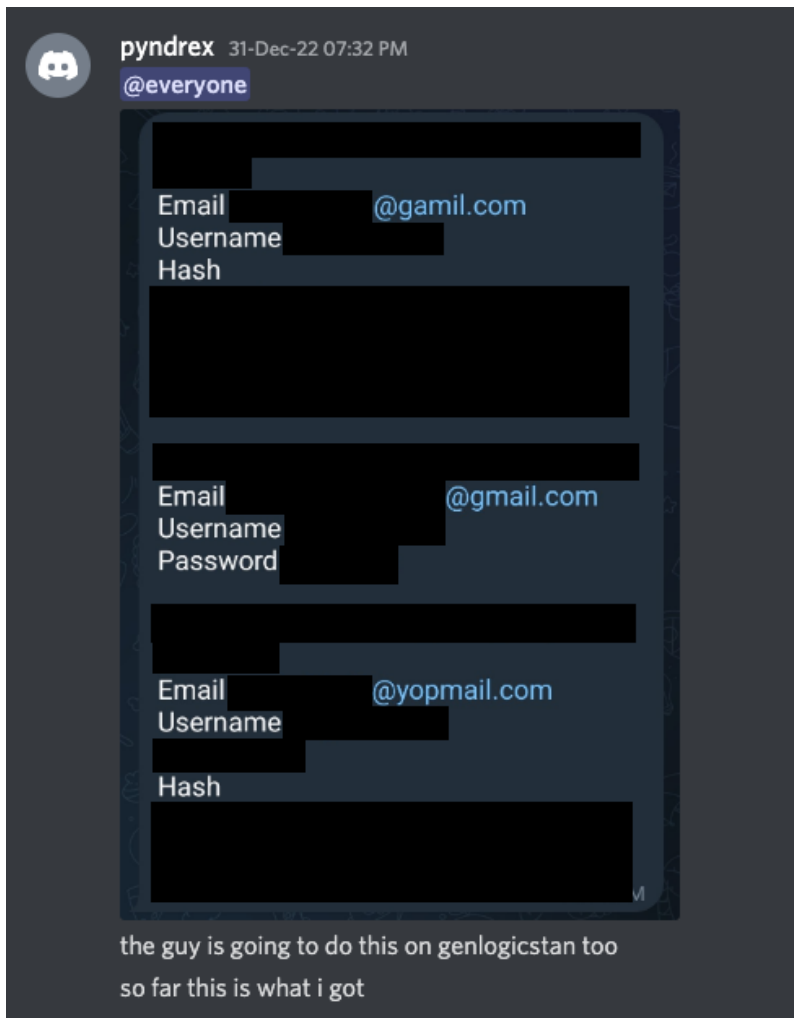 pyndrex 31-Dec-22 07:32 PM
@everyone
Email @gamil.com
Username
Hash
Email @gmail.com
Username
Password
Email @yopmail.com
Username
Hash
M
the guy is going to do this on genlogicstan too
so far this is what i got